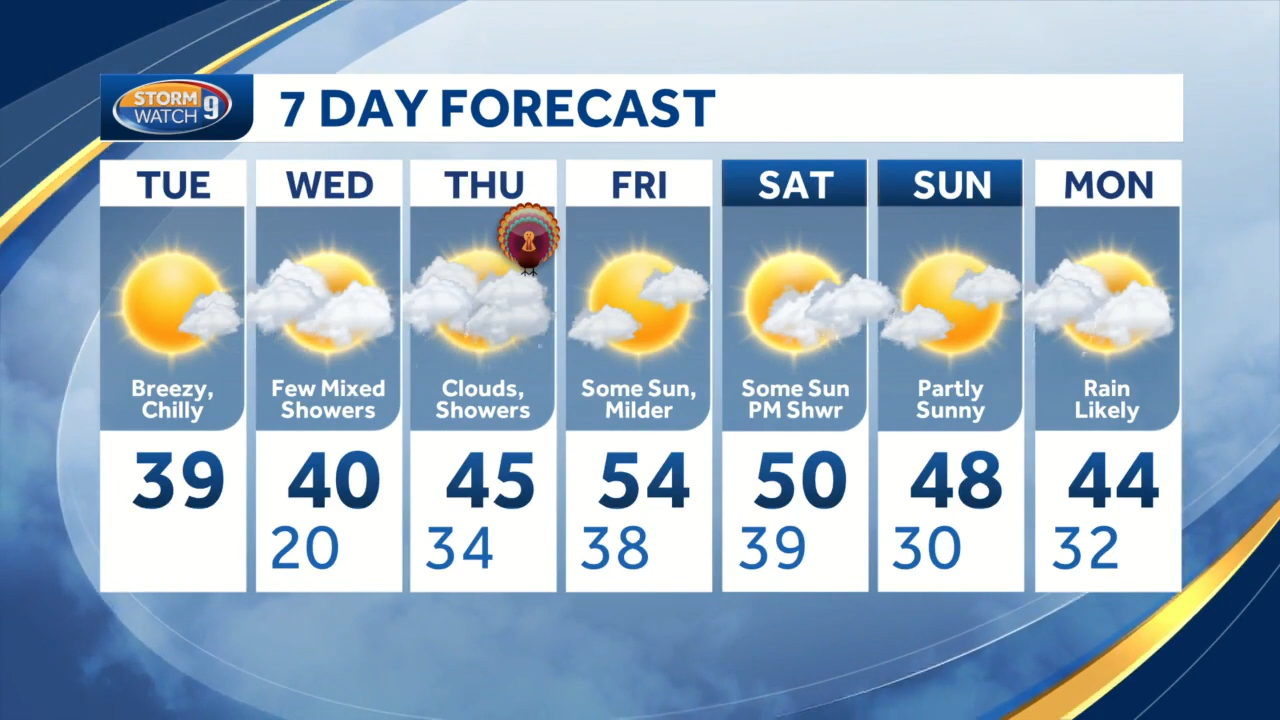 STORM
WATCH 9
7 DAY FORECAST
TUE
Breezy,
Chilly
39
WED
Few Mixed
Showers
40
20
THU
Clouds,
Showers
45
34
FRI
Some Sun,
Milder
54
38
SAT
Some Sun
PM Shwr
50
39
SUN
Partly
Sunny
48
30
MON
Rain
Likely
44
32